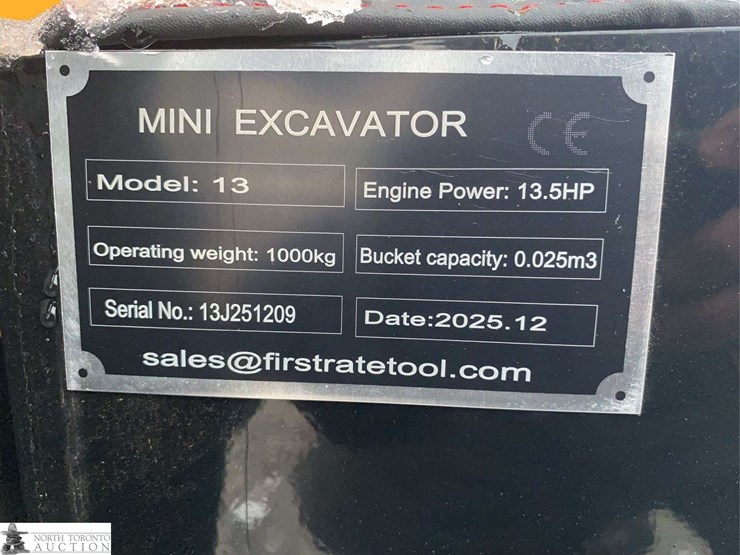 MINI EXCAVATOR CE
Model: 13
Engine Power: 13.5HP
Operating weight: 1000kg
Bucket capacity: 0.025m3
Serial No.: 13J251209
Date:2025.12
sales@firstratetool.com
NORTH TORONTO
AUCTION